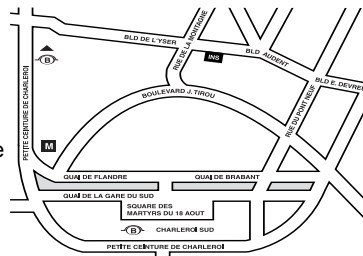 BLD DE L'YSER
RUE DE LA MONTAGNE
BLD AUDENT
INS
B
PETITE CEINTURE DE CHARLEROI
BOULEVARD J. TIROU
BLD E. DEVREU
RUE DU PONT NEUF
M
e
QUAI DE FLANDRE
QUAI DE BRABANT
QUAI DE LA GARE DU SUD
SQUARE DES
MARTYRS DU 18 AOUT
B
CHARLEROI SUD
PETITE CEINTURE DE CHARLEROI